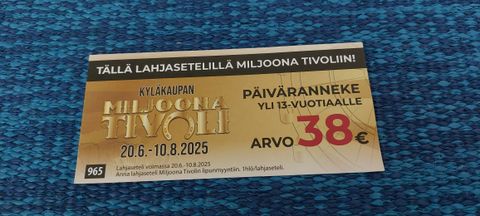 TÄLLÄ LAHJASETELILLÄ MILJOONA TIVOLIIN!
KYLÄKAUPAN
MILJOONA
TIVOLI
20.6.-10.8.2025
PÄIVÄRANNEKE
YLI 13-VUOTIAALLE
ARVO 38€
965
Lahjaseteli voimassa 20.6.-10.8.2025
Anna lahjaseteli Miljoona Tivolin lipunmyyntiin, 1hlö/lahjaseteli.